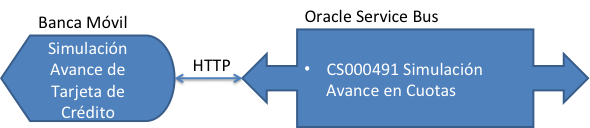 Banca Móvil
Simulación
Avance de
Tarjeta de
Crédito
HTTP
Oracle Service Bus
• CS000491 Simulación
Avance en Cuotas